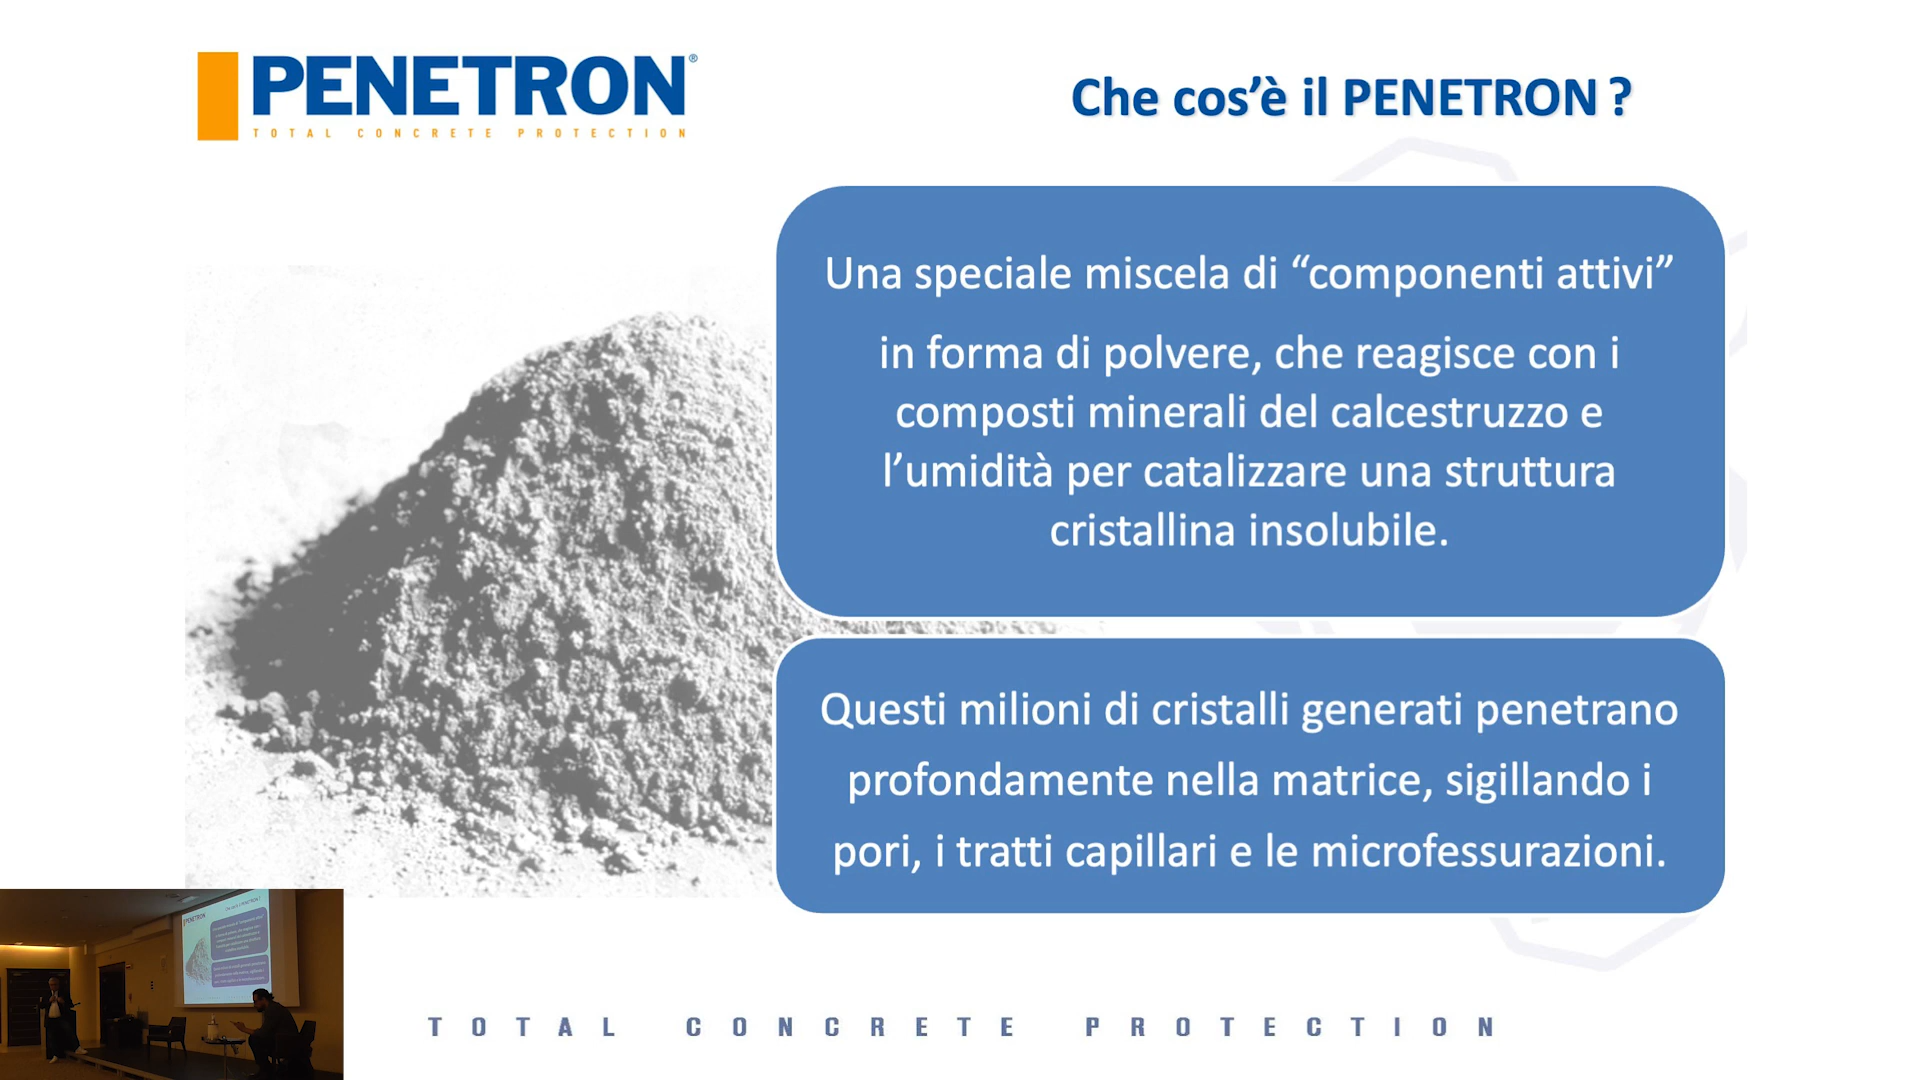 PENETRON®
TOTAL CONCRETE PROTECTION
Che cos’è il PENETRON ?
Una speciale miscela di “componenti attivi”
in forma di polvere, che reagisce con i
composti minerali del calcestruzzo e
l’umidità per catalizzare una struttura
cristallina insolubile.
Questi milioni di cristalli generati penetrano
profondamente nella matrice, sigillando i
pori, i tratti capillari e le microfessurazioni.
TOTAL CONCRETE PROTECTION
PENETRON